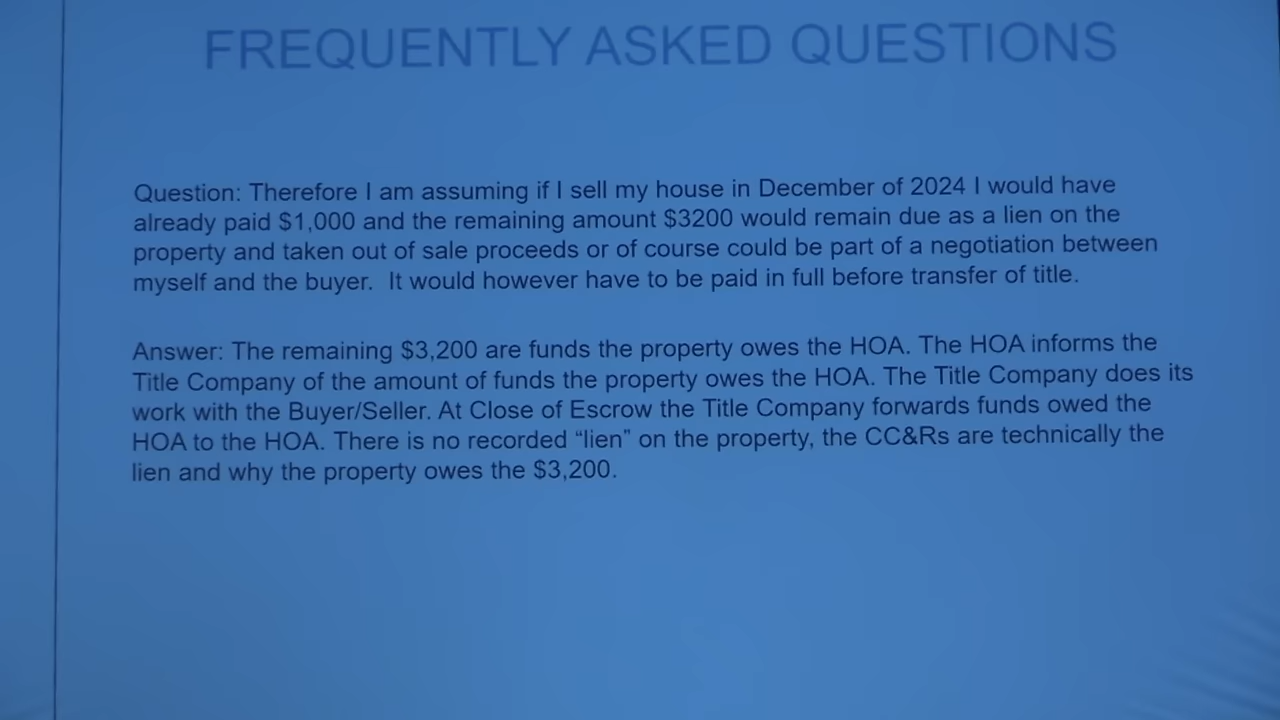 FREQUENTLY ASKED QUESTIONS
Question: Therefore I am assuming if I sell my house in December of 2024 I would have
already paid $1,000 and the remaining amount $3200 would remain due as a lien on the
property and taken out of sale proceeds or of course could be part of a negotiation between
myself and the buyer.  It would however have to be paid in full before transfer of title.
Answer: The remaining $3,200 are funds the property owes the HOA. The HOA informs the
Title Company of the amount of funds the property owes the HOA. The Title Company does its
work with the Buyer/Seller. At Close of Escrow the Title Company forwards funds owed the
HOA to the HOA. There is no recorded “lien” on the property, the CC&Rs are technically the
lien and why the property owes the $3,200.